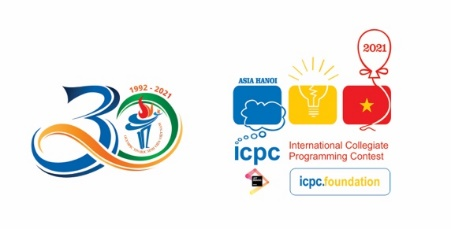 30
1992 - 2021
2021
ASIA HANOI
icpc
International Collegiate
Programming Contest
icpc.foundation